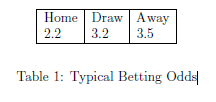 Home Draw Away
2.2 3.2 3.5
Table 1: Typical Betting Odds